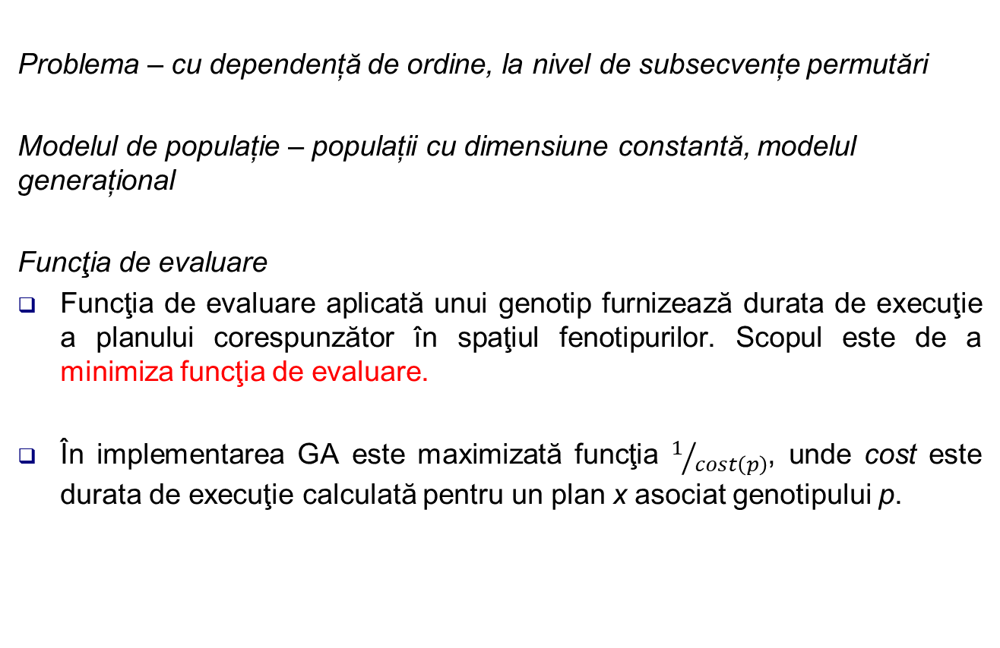 Problema – cu dependență de ordine, la nivel de subsecvențe permutări
Modelul de populație – populații cu dimensiune constantă, modelul
generațional
Funcţia de evaluare
❑ Funcţia de evaluare aplicată unui genotip furnizează durata de execuţie
a planului corespunzător în spaţiul fenotipurilor. Scopul este de a
minimiza funcţia de evaluare.
❑ În implementarea GA este maximizată funcţia 1/cost(p), unde cost este
durata de execuţie calculată pentru un plan x asociat genotipului p.